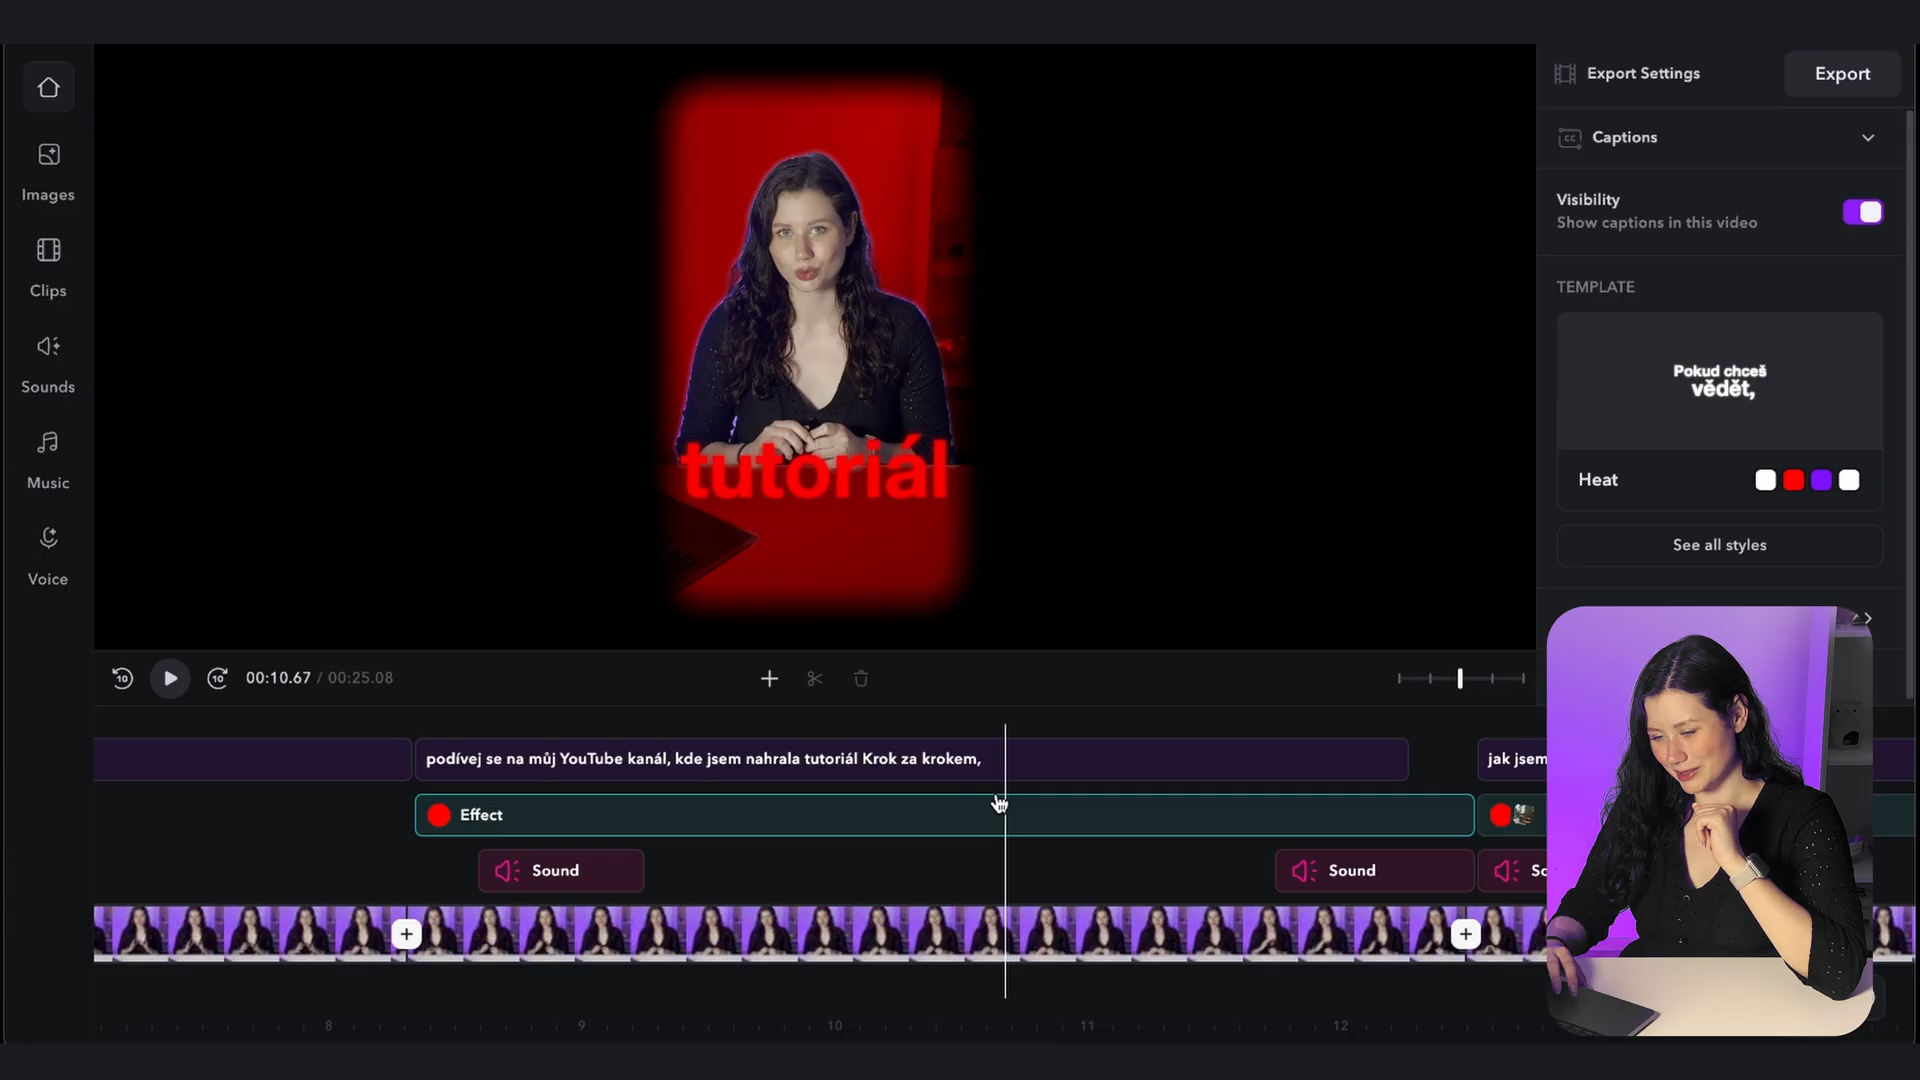 Export Settings
Export
Captions
Visibility
Show captions in this video
TEMPLATE
Pokud chceš
vědět,
Heat
See all styles
Images
Clips
Sounds
Music
Voice
tutoriál
10
10
00:10.67 / 00:25.08
podívej se na můj YouTube kanál, kde jsem nahrala tutoriál Krok za krokem,
jak jsem
Effect
Sound
Sound
8
9
10
11
12